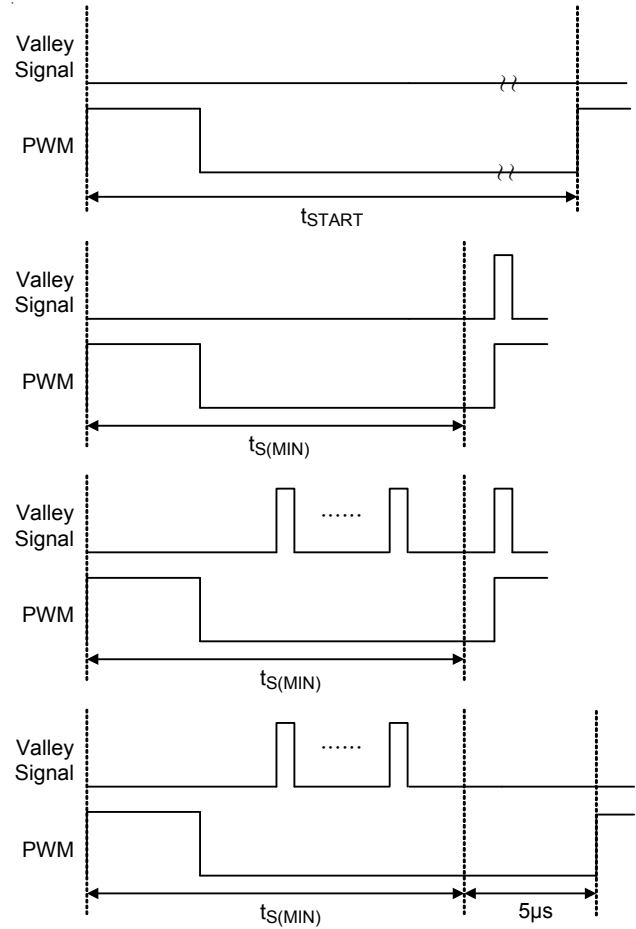 Valley
Signal
PWM
tSTART
Valley
Signal
PWM
tS(MIN)
Valley
Signal
......
PWM
tS(MIN)
Valley
Signal
......
PWM
tS(MIN)
5µs